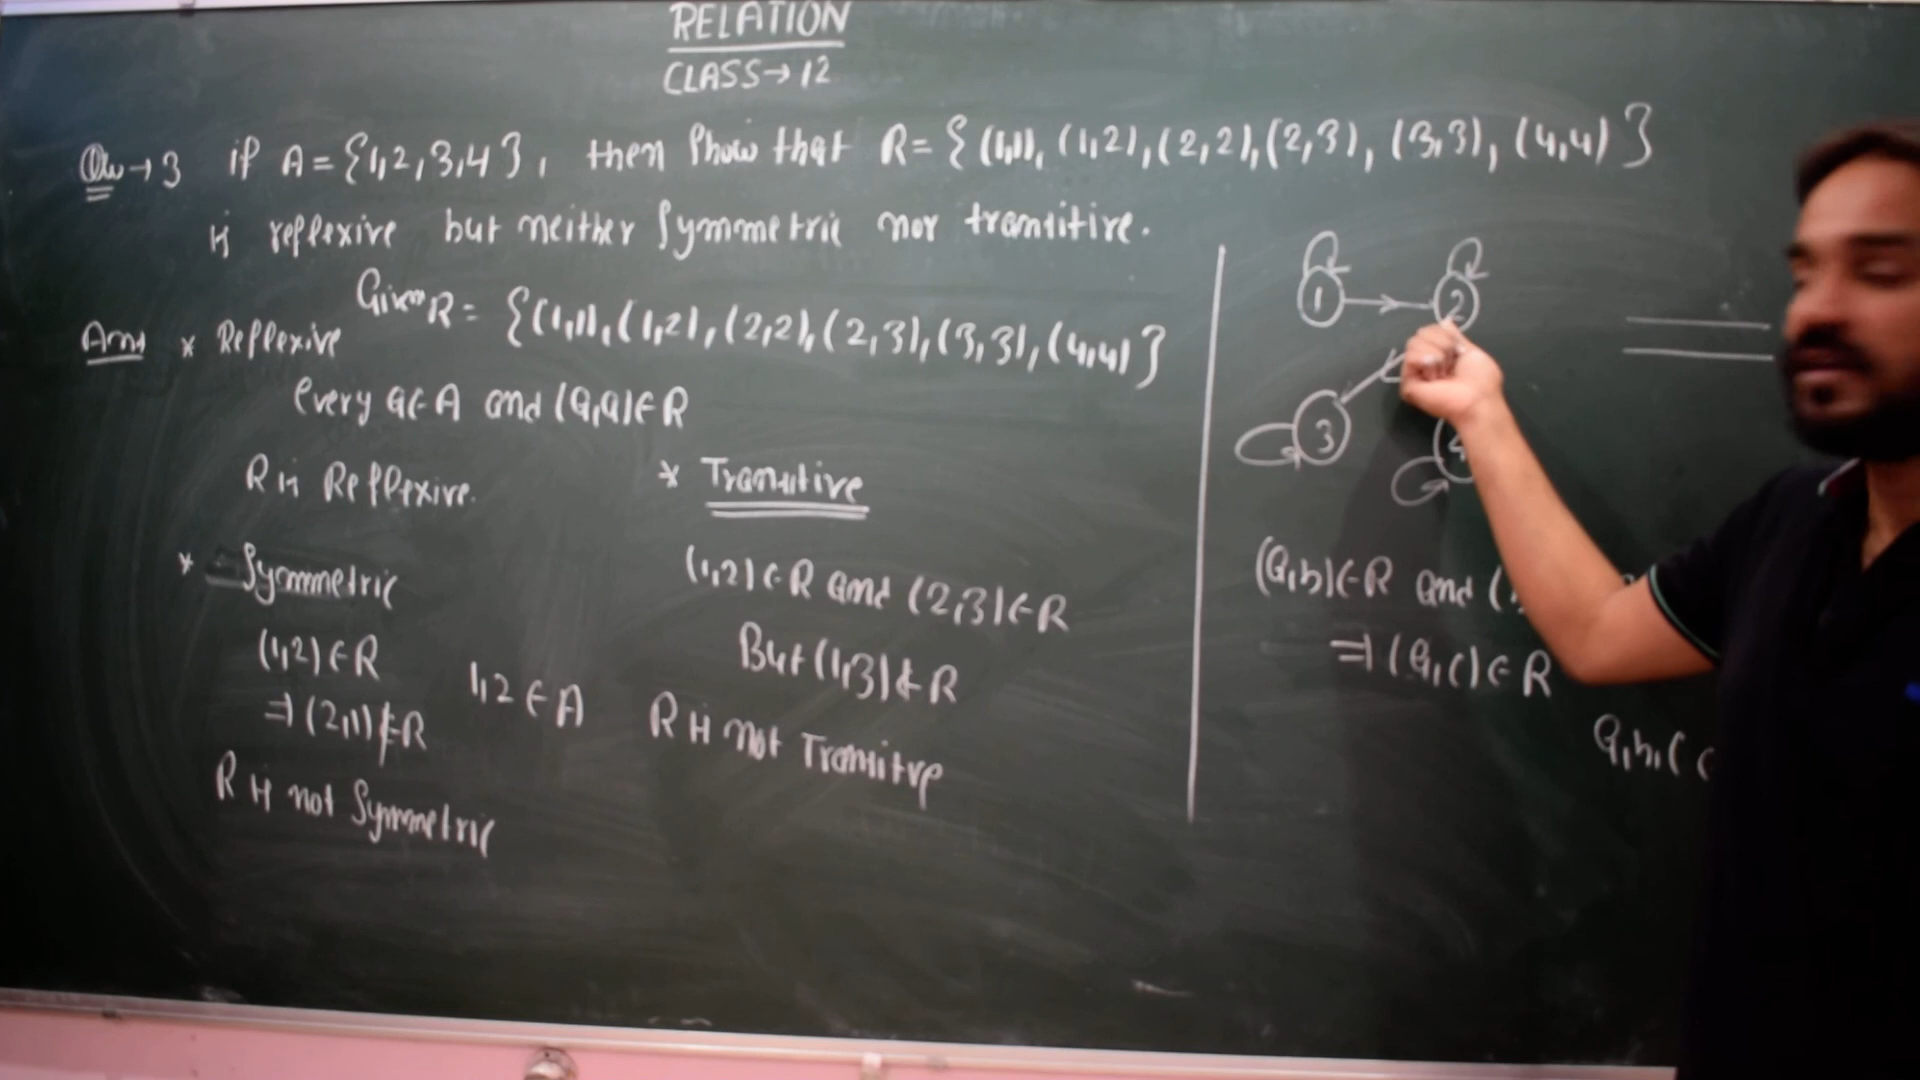 RELATION
CLASS→12
Qu→3 if A = {1,2,3,4}, then show that R= {(1,1), (1,2), (2,2), (2,3), (3,3), (4,4)}
is reflexive but neither symmetric nor transitive.
Given R= {(1,1), (1,2), (2,2), (2,3), (3,3), (4,4)}
Ans * Reflexive
every a∈A and (a,a)∈R
R is Reflexive.
* Symmetric
(1,2)∈R
1,2∈A
⇒(2,1)∉R
R is not Symmetric
* Transitive
(1,2)∈R and (2,3)∈R
But (1,3)∉R
R is not Transitive
1 2
3 4
(a,b)∈R and (
⇒(a,c)∈R
a,b,c